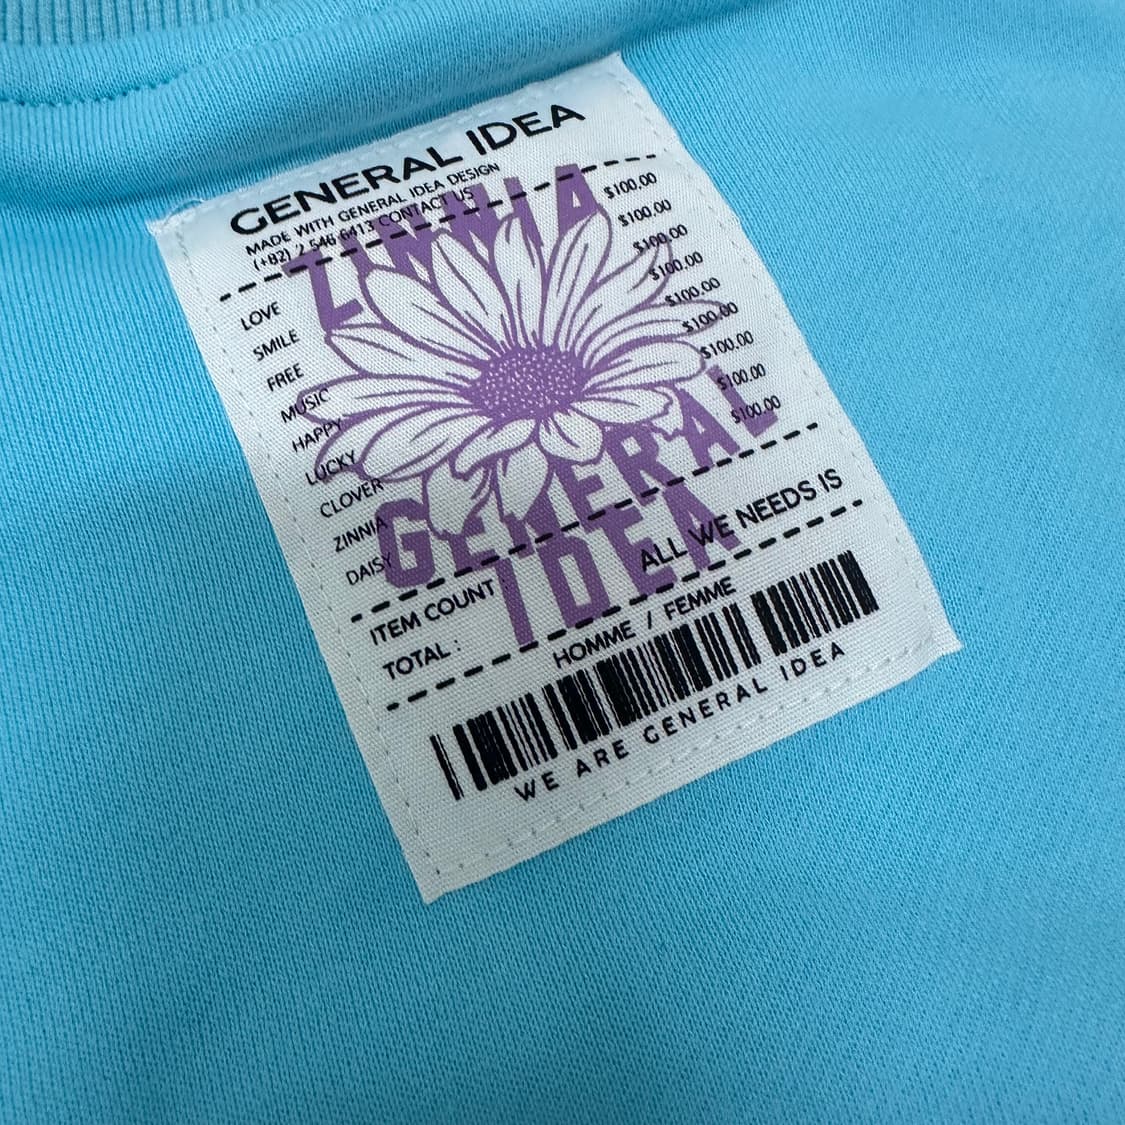 GENERAL IDEA
MADE WITH GENERAL IDEA DESIGN
(+82) 2 546 6413 CONTACT US
ZINNIA
LOVE $100.00
SMILE $100.00
FREE $100.00
MUSIC $100.00
HAPPY $100.00
LUCKY $100.00
CLOVER $100.00
ZINNIA $100.00
DAISY $100.00
GENERAL
IDEA
ITEM COUNT
TOTAL : ALL WE NEEDS IS
HOMME / FEMME
WE ARE GENERAL IDEA